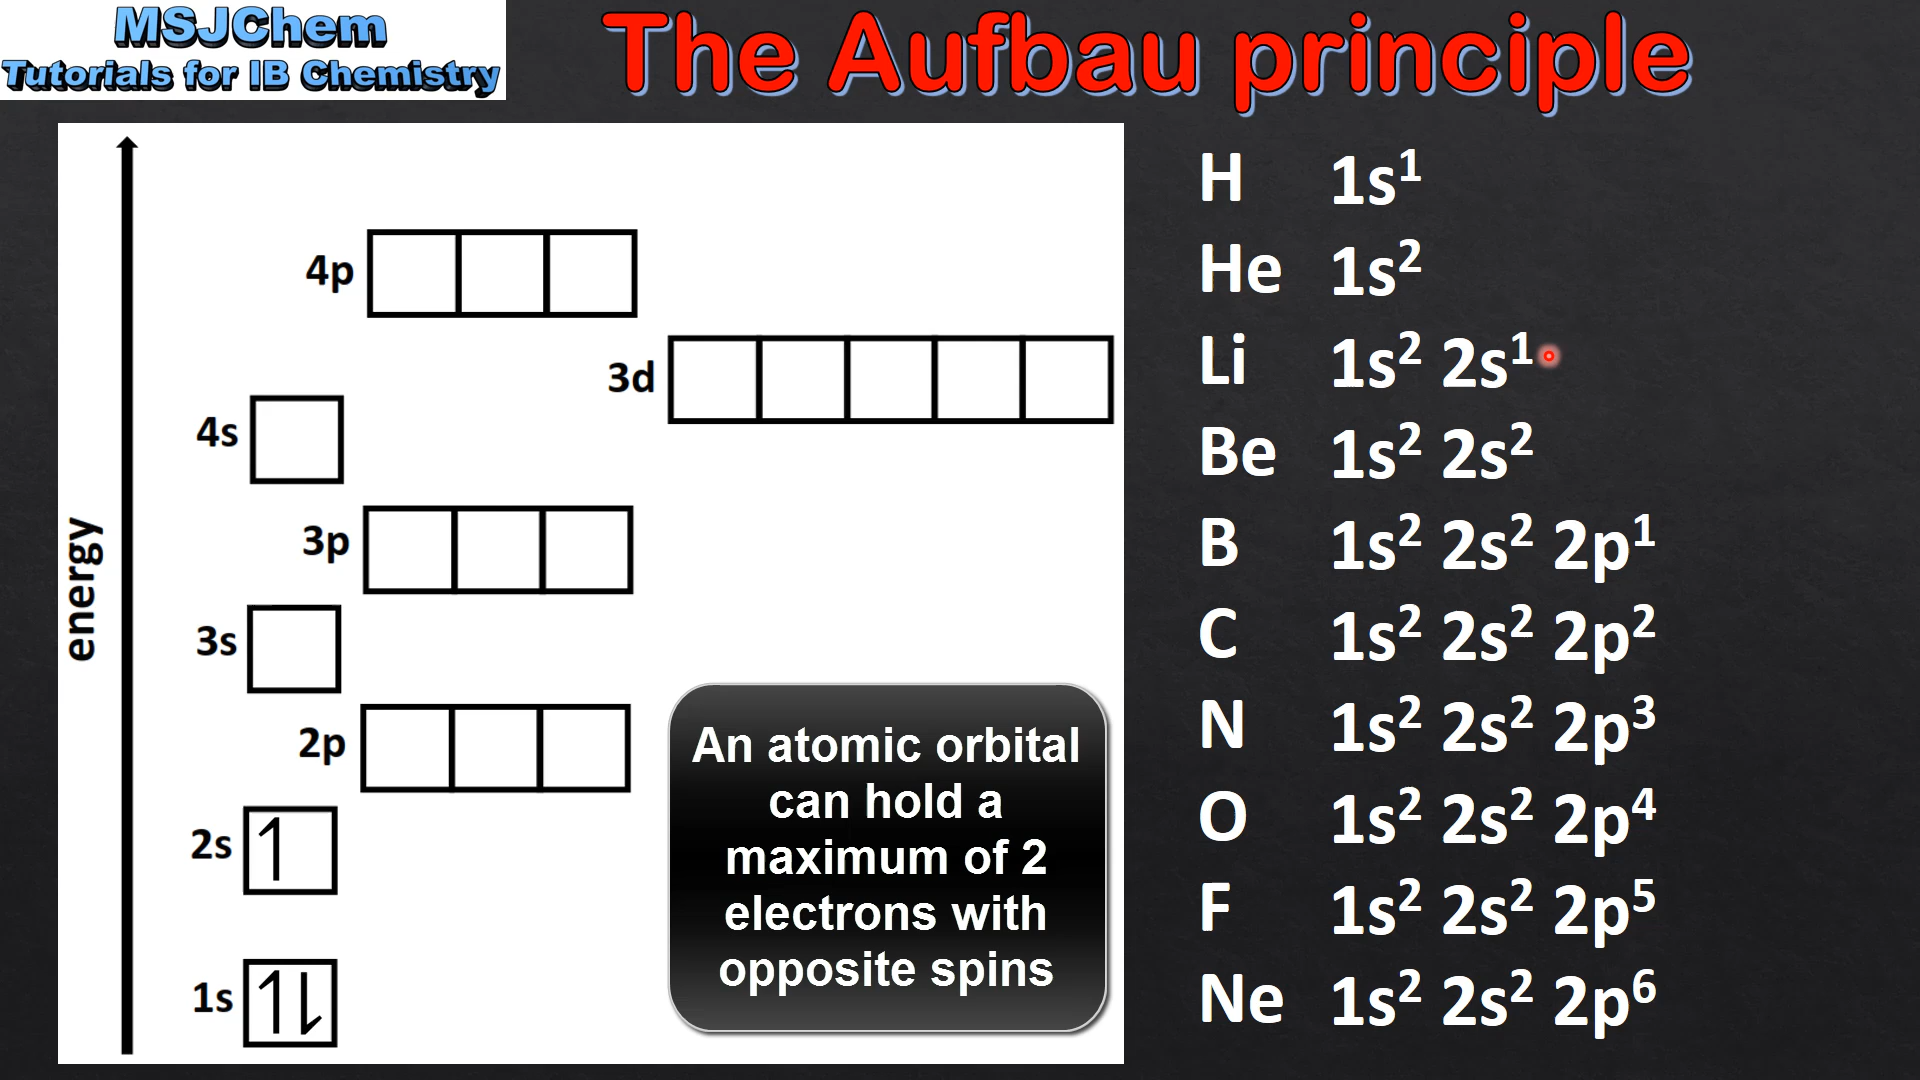 MSJChem
Tutorials for IB Chemistry
The Aufbau principle
energy
4p
3d
4s
3p
3s
2p
2s 1
1s 1l
An atomic orbital
can hold a
maximum of 2
electrons with
opposite spins
H 1s¹
He 1s²
Li 1s² 2s¹
Be 1s² 2s²
B 1s² 2s² 2p¹
C 1s² 2s² 2p²
N 1s² 2s² 2p³
O 1s² 2s² 2p⁴
F 1s² 2s² 2p⁵
Ne 1s² 2s² 2p⁶